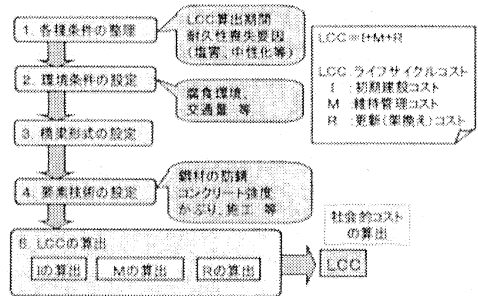 1. 各種条件の整理
LCC算出期間
耐久性喪失要因
(塩害、中性化等)
2. 環境条件の設定
腐食環境、
交通量 等
3. 橋梁形式の設定
4. 要素技術の設定
鋼材の防錆
コンクリート強度
かぶり、施工 等
6. LCCの算出
Iの算出
Mの算出
Rの算出
LCC=I+M+R
LCC:ライフサイクルコスト
I :初期建設コスト
M :維持管理コスト
R :更新(架換え)コスト
社会的コスト
の算出
LCC